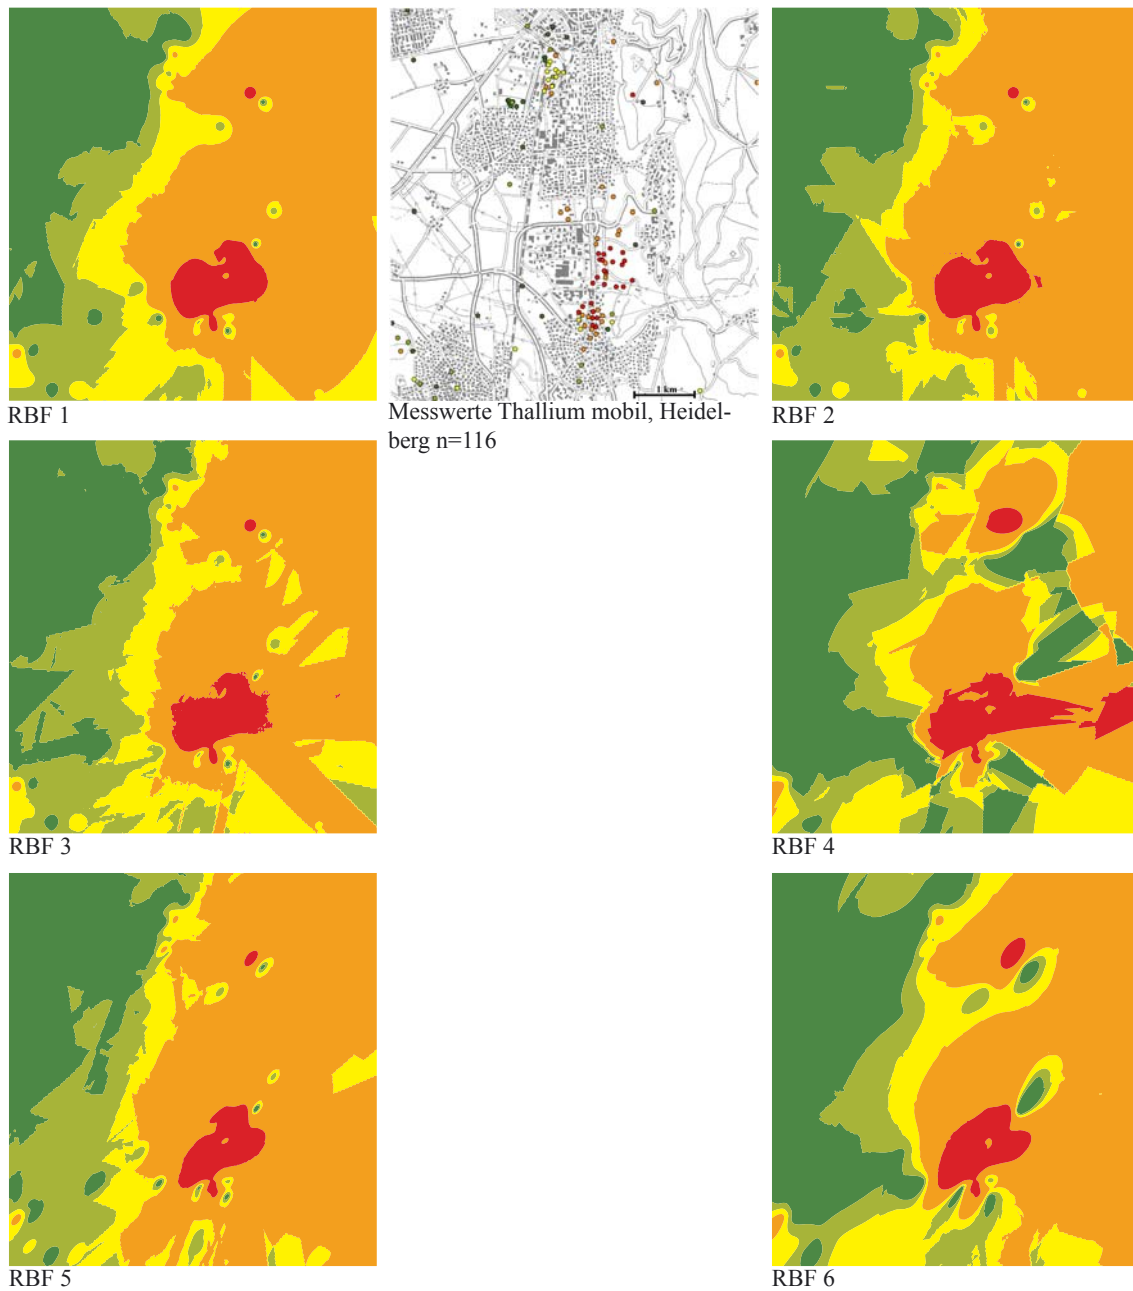 1 km
RBF 1
Messwerte Thallium mobil, Heidel-
berg n=116
RBF 2
RBF 3
RBF 4
RBF 5
RBF 6